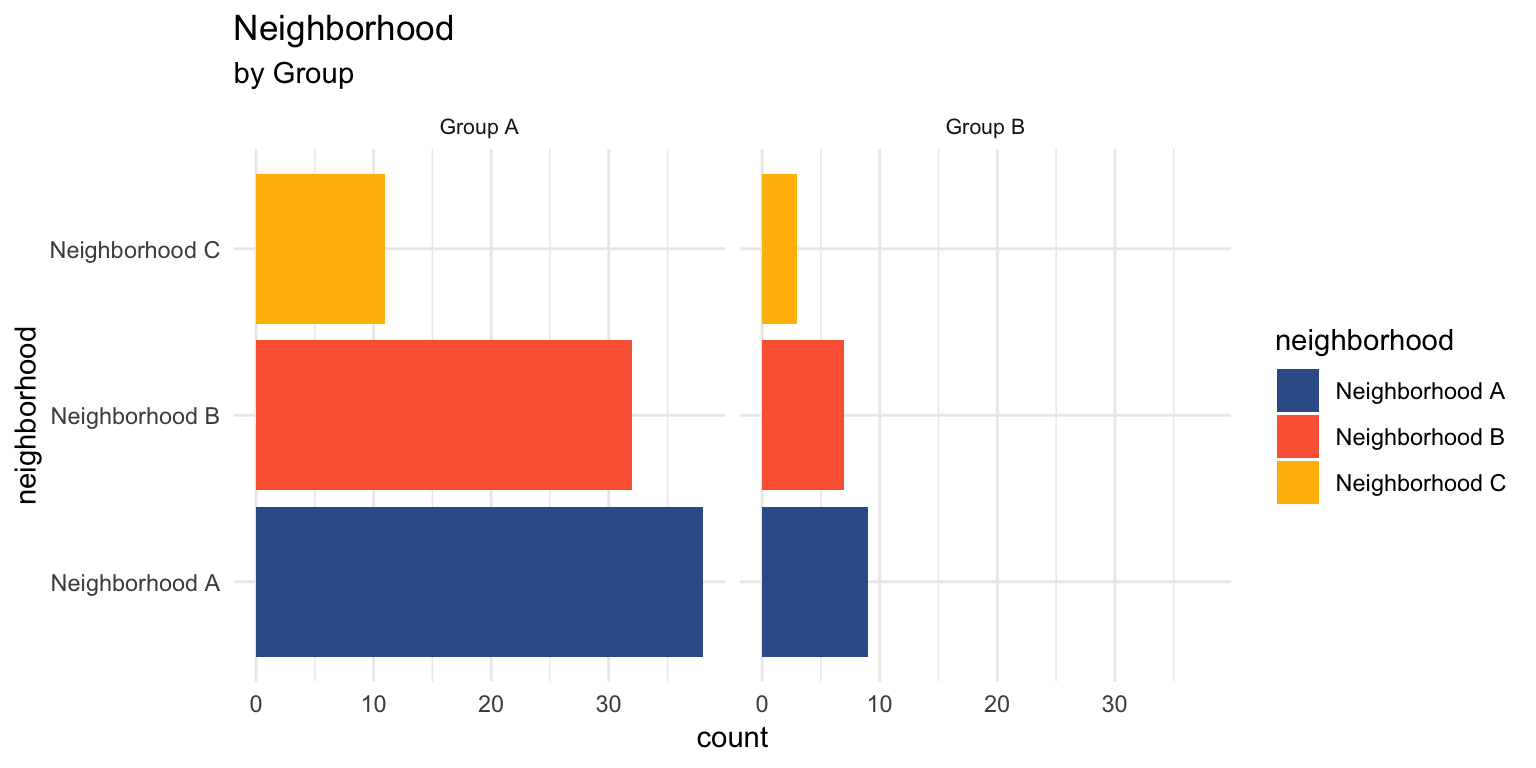 Neighborhood
by Group
Group A
Group B
neighborhood
Neighborhood C
Neighborhood B
Neighborhood A
0 10 20 30
0 10 20 30
count
neighborhood
Neighborhood A
Neighborhood B
Neighborhood C